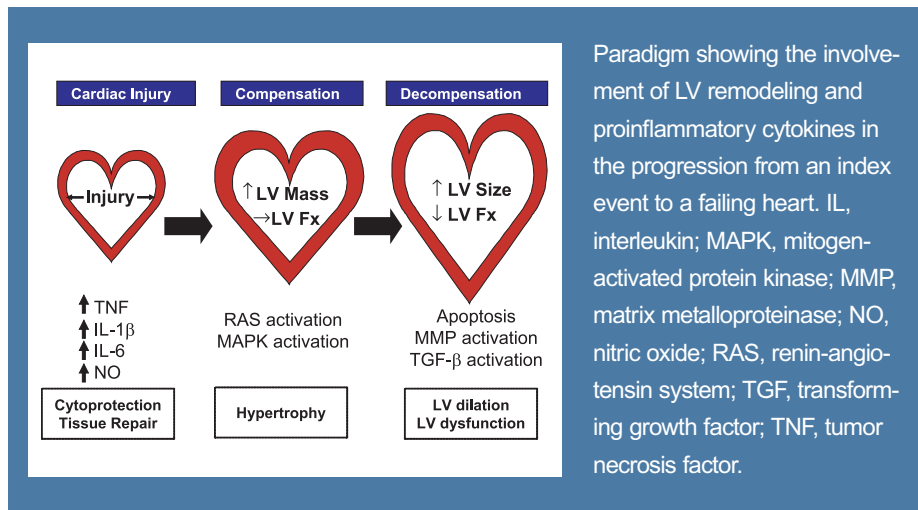 Cardiac Injury
Compensation
Decompensation
Injury
↑ LV Mass
→LV Fx
↑ LV Size
↓ LV Fx
↑ TNF
↑ IL-1β
↑ IL-6
↑ NO
RAS activation
MAPK activation
Apoptosis
MMP activation
TGF-β activation
Cytoprotection
Tissue Repair
Hypertrophy
LV dilation
LV dysfunction
Paradigm showing the involve-
ment of LV remodeling and
proinflammatory cytokines in
the progression from an index
event to a failing heart. IL,
interleukin; MAPK, mitogen-
activated protein kinase; MMP,
matrix metalloproteinase; NO,
nitric oxide; RAS, renin-angio-
tensin system; TGF, transform-
ing growth factor; TNF, tumor
necrosis factor.